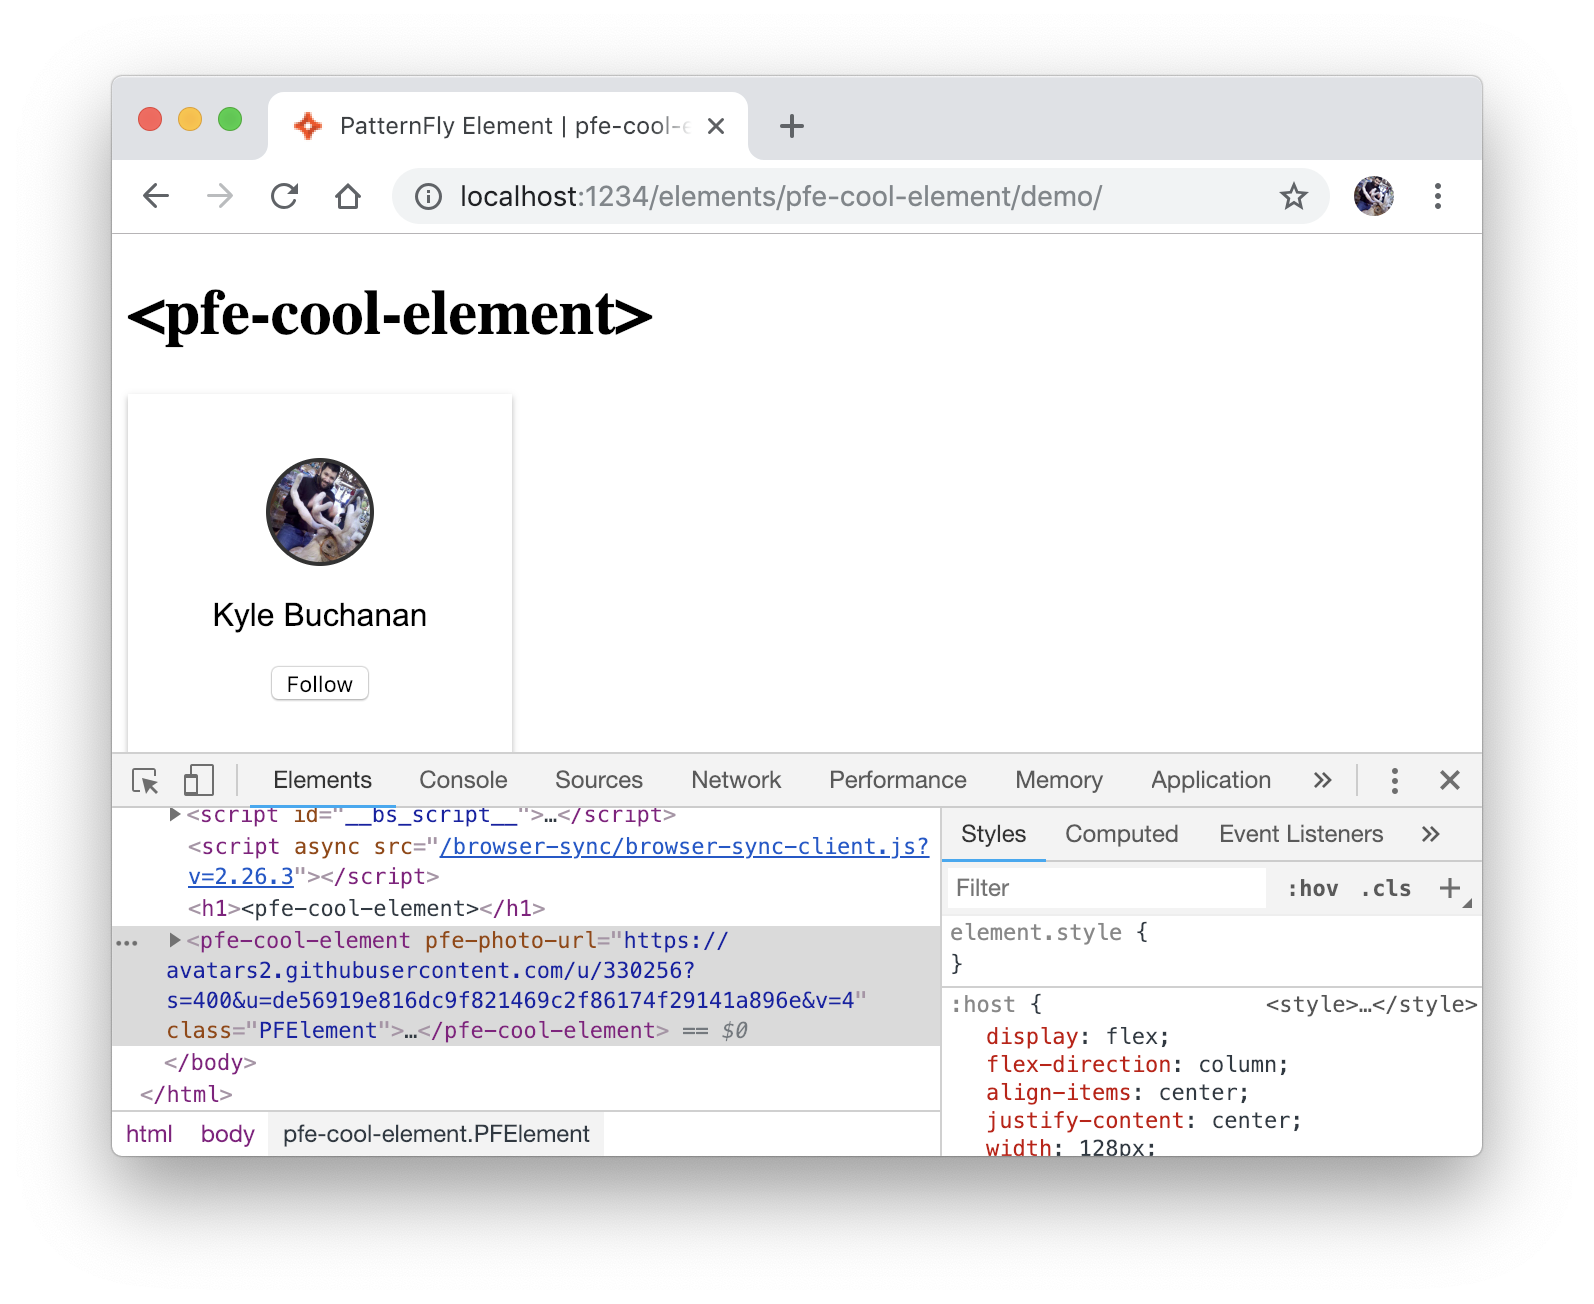 PatternFly Element | pfe-cool-e
localhost:1234/elements/pfe-cool-element/demo/
<pfe-cool-element>
Kyle Buchanan
Follow
Elements Console Sources Network Performance Memory Application »
<script id="__bs_script__">…</script>
<script async src="/browser-sync/browser-sync-client.js?
v=2.26.3"></script>
<h1><pfe-cool-element></h1>
<pfe-cool-element pfe-photo-url="https://
avatars2.githubusercontent.com/u/330256?
s=400&u=de56919e816dc9f821469c2f86174f29141a896e&v=4"
class="PFElement">…</pfe-cool-element> == $0
</body>
</html>
html body pfe-cool-element.PFElement
Styles Computed Event Listeners »
Filter :hov .cls +
element.style {
}
:host { <style>…</style>
display: flex;
flex-direction: column;
align-items: center;
justify-content: center;
width: 128px;